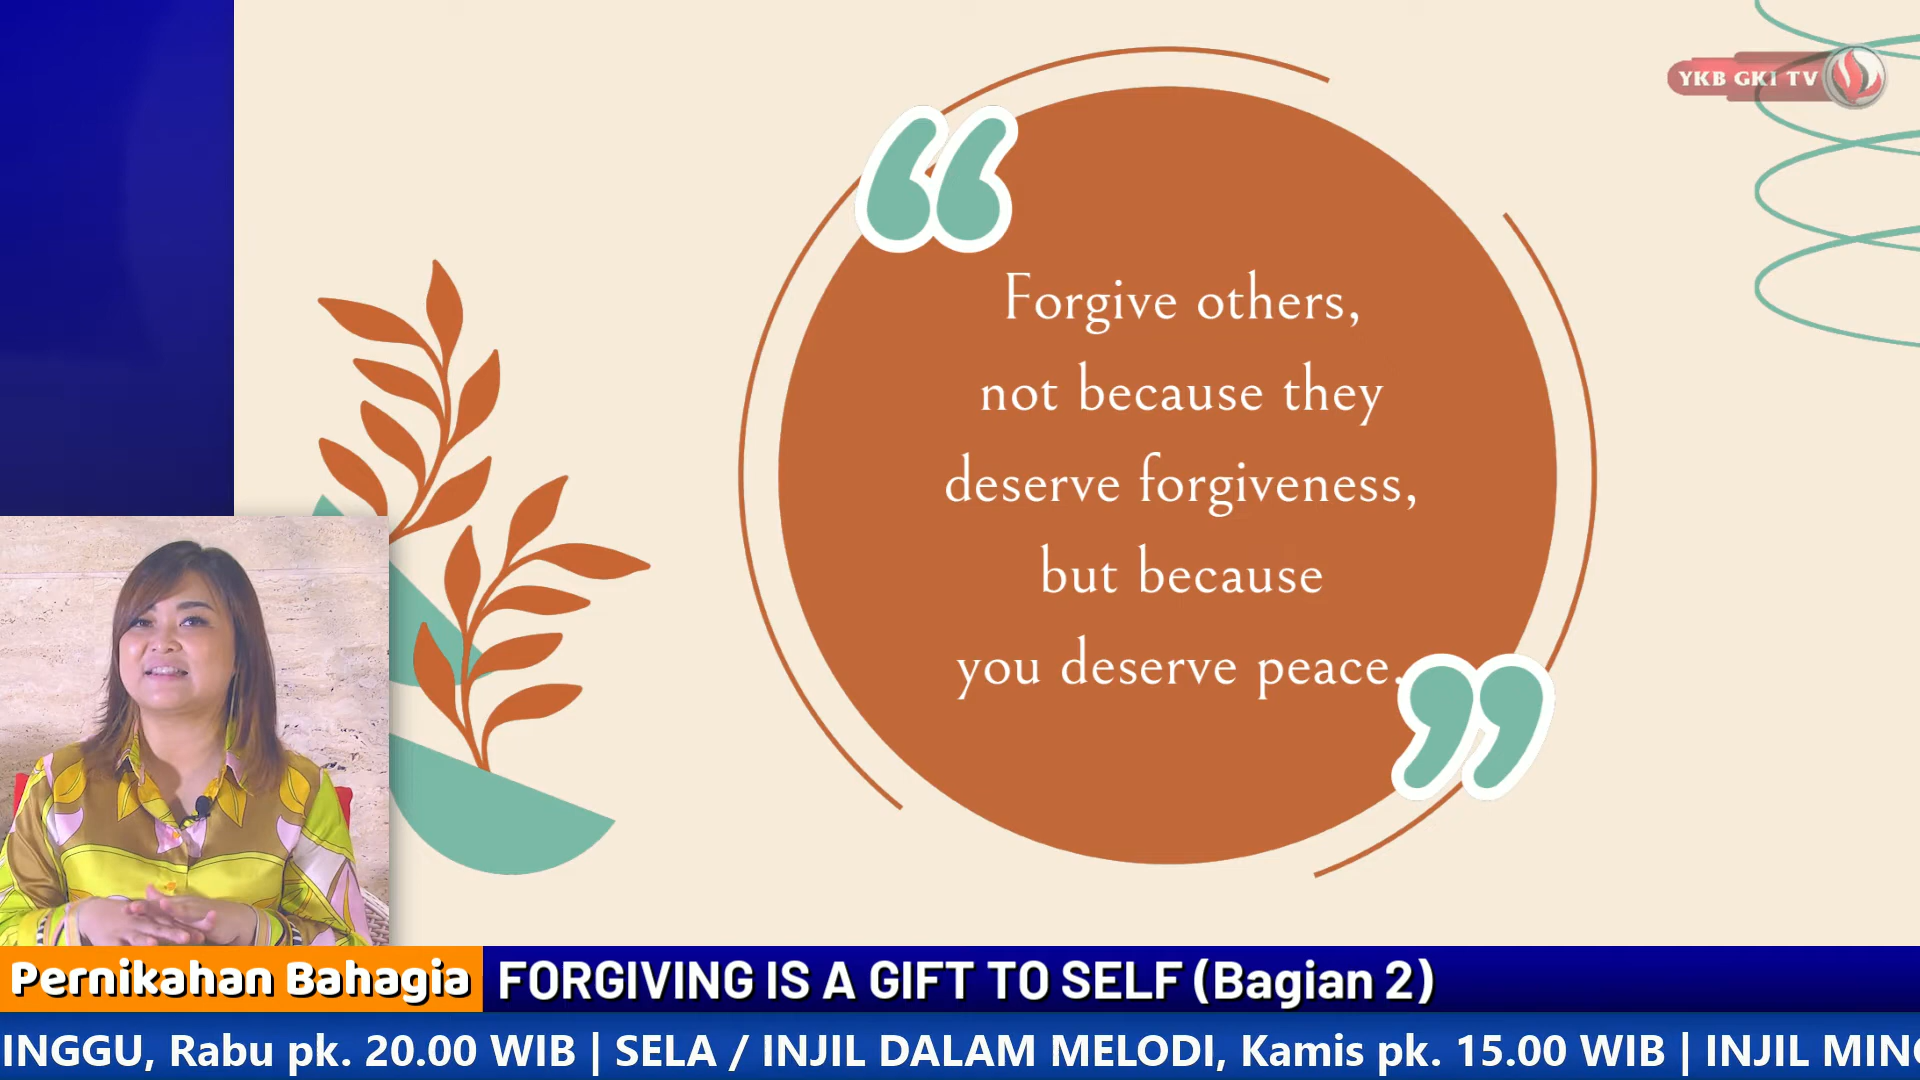 YKB GKI TV
Forgive others,
not because they
deserve forgiveness,
but because
you deserve peace.
Pernikahan Bahagia
FORGIVING IS A GIFT TO SELF (Bagian 2)
INGGU, Rabu pk. 20.00 WIB | SELA / INJIL DALAM MELODI, Kamis pk. 15.00 WIB | INJIL MING